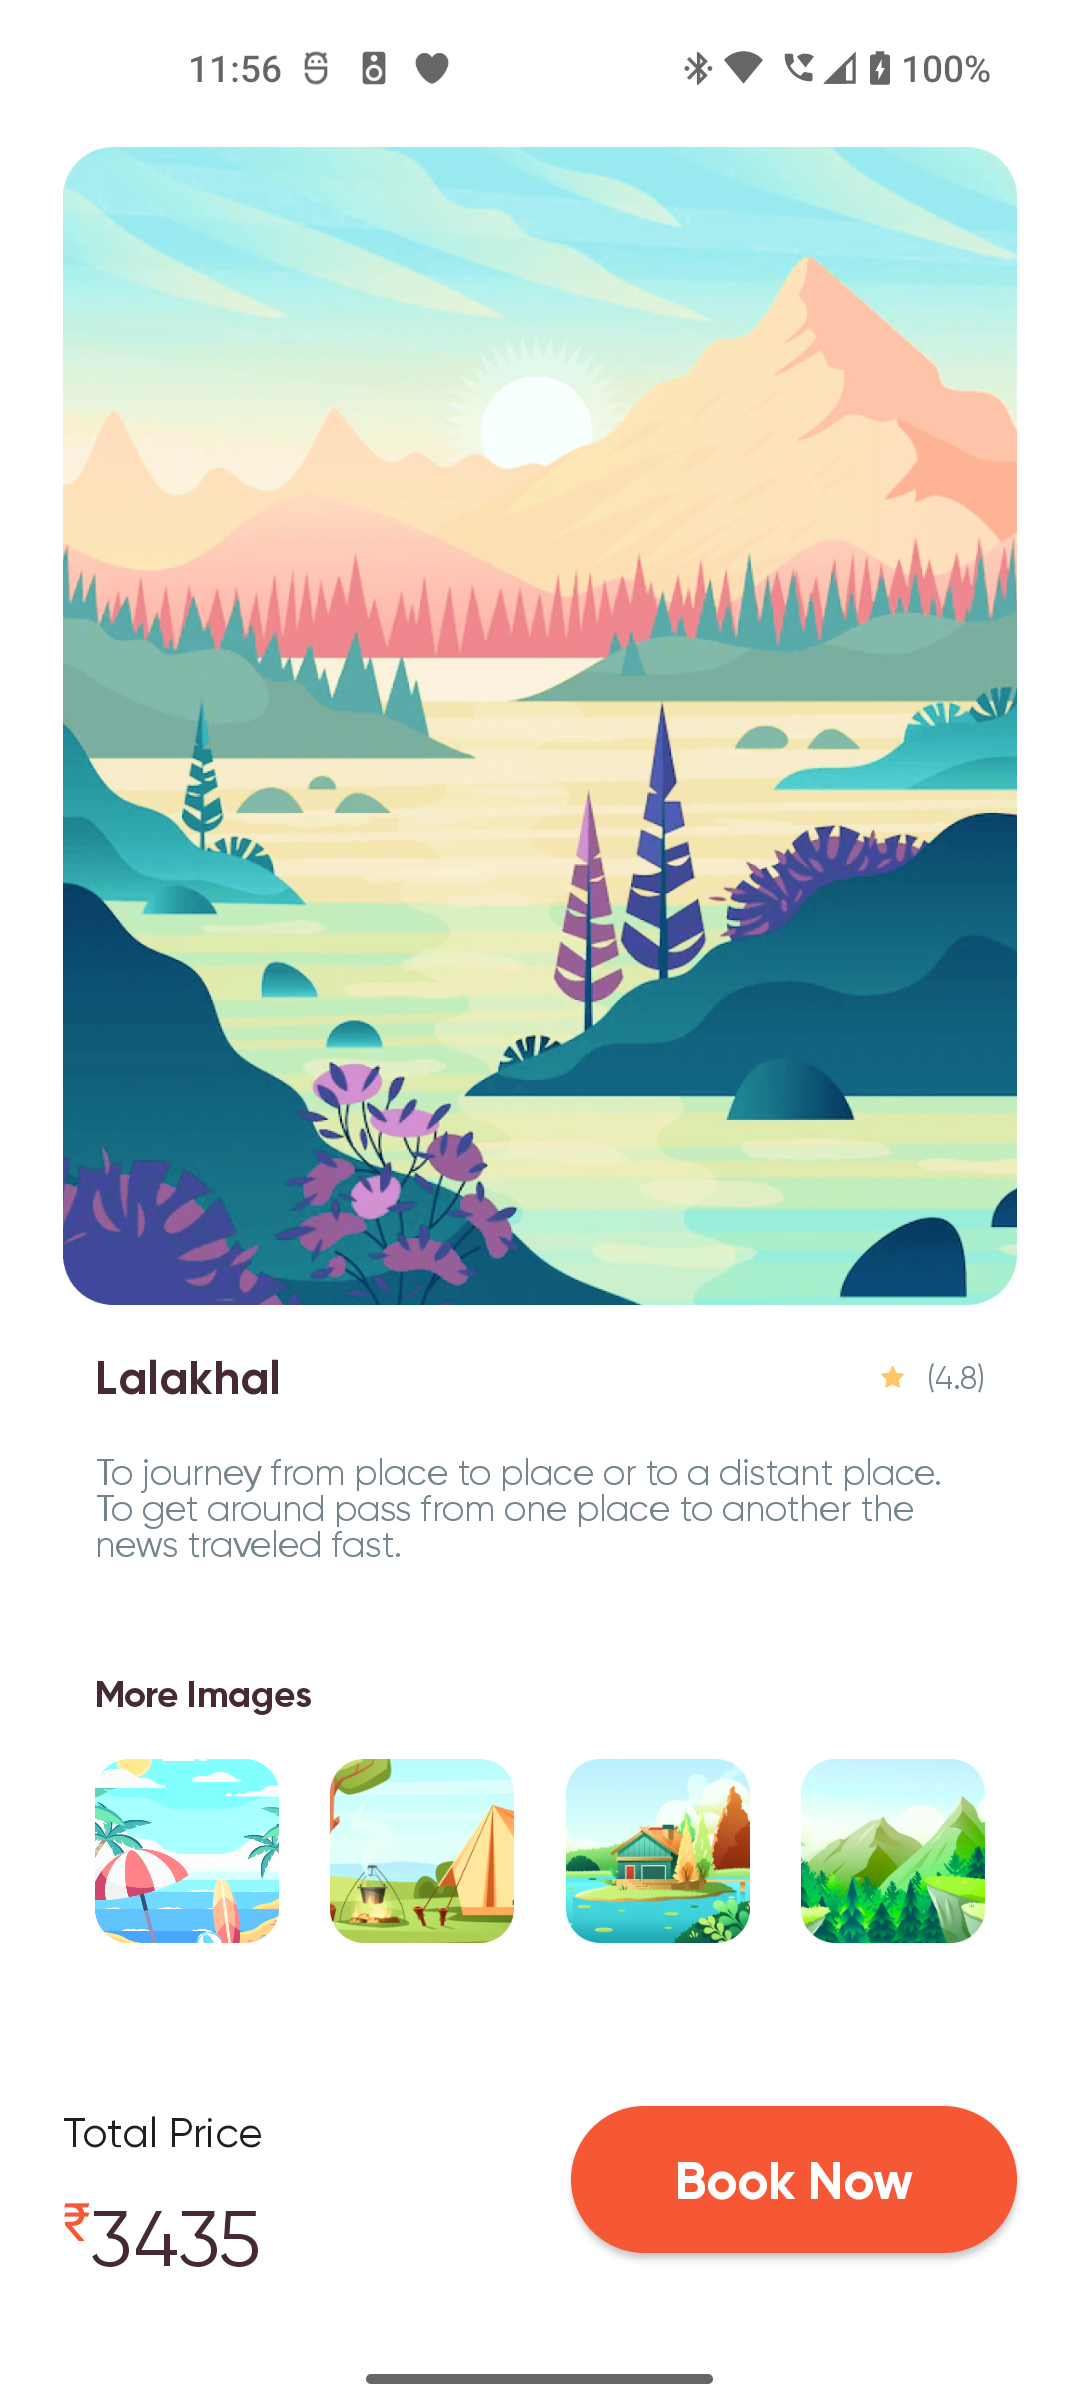 11:56
100%
Lalakhal
(4.8)
To journey from place to place or to a distant place.
To get around pass from one place to another the
news traveled fast.
More Images
Total Price
₹3435
Book Now